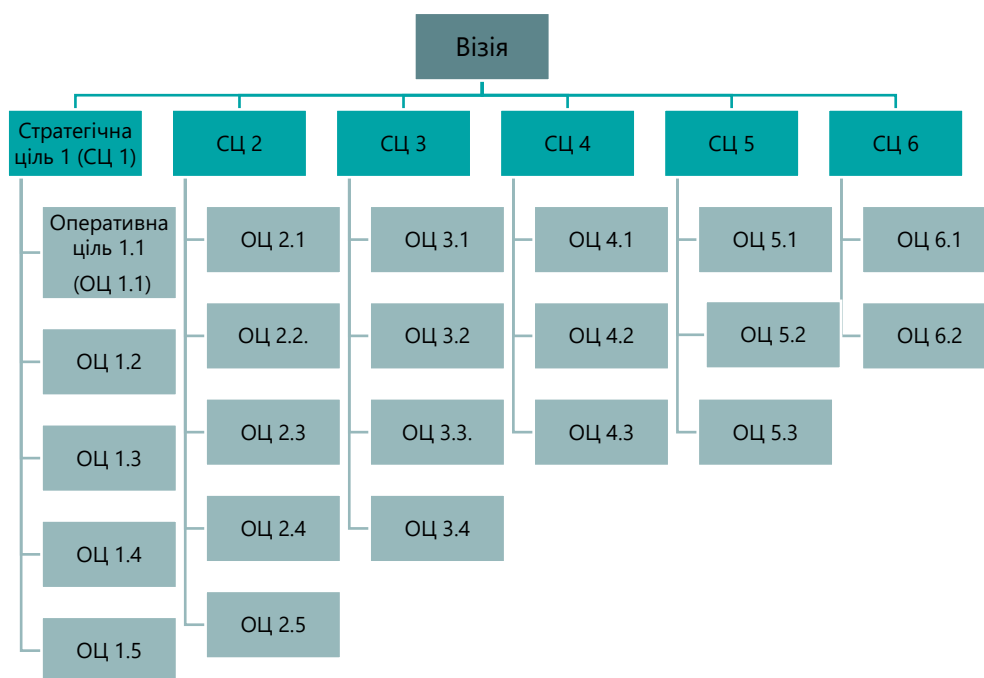 Візія
Стратегічна
ціль 1 (СЦ 1)
СЦ 2
СЦ 3
СЦ 4
СЦ 5
СЦ 6
Оперативна
ціль 1.1
(ОЦ 1.1)
ОЦ 1.2
ОЦ 1.3
ОЦ 1.4
ОЦ 1.5
ОЦ 2.1
ОЦ 2.2.
ОЦ 2.3
ОЦ 2.4
ОЦ 2.5
ОЦ 3.1
ОЦ 3.2
ОЦ 3.3.
ОЦ 3.4
ОЦ 4.1
ОЦ 4.2
ОЦ 4.3
ОЦ 5.1
ОЦ 5.2
ОЦ 5.3
ОЦ 6.1
ОЦ 6.2